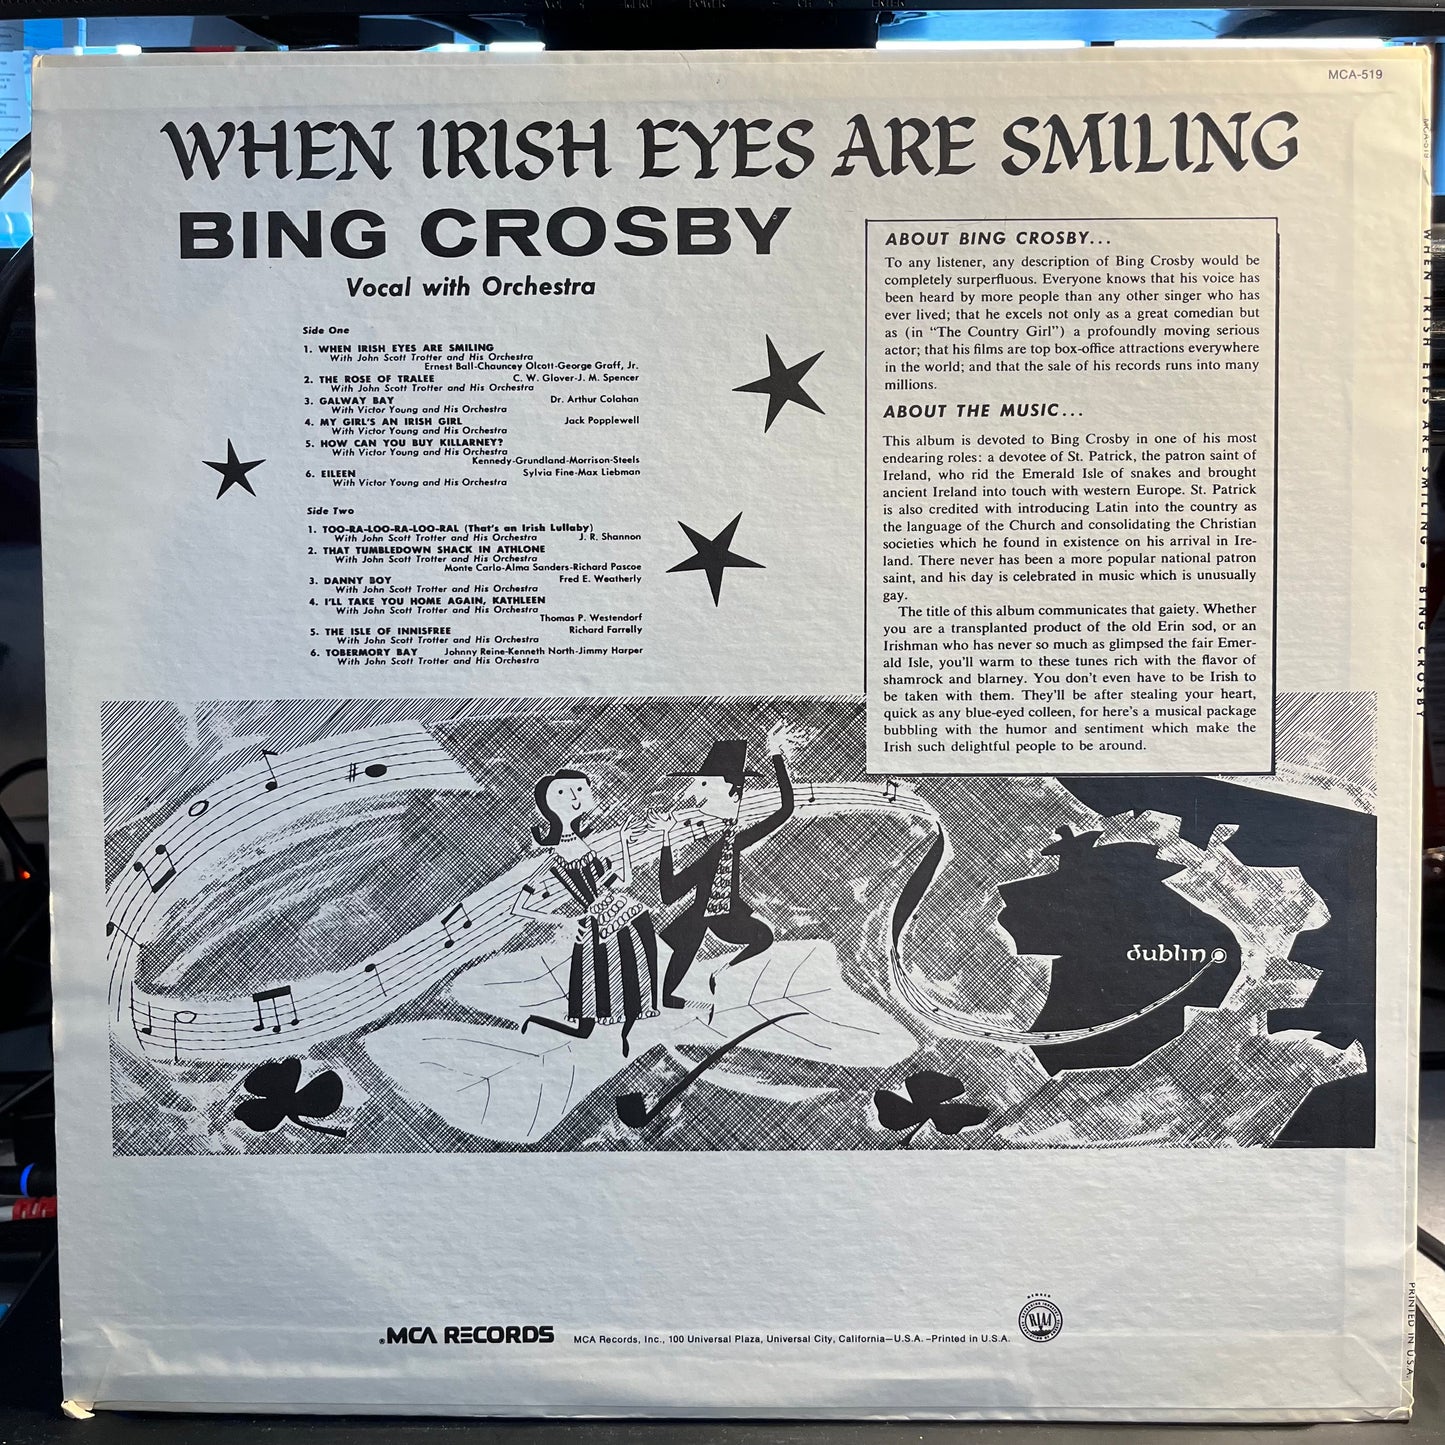 MCA-519
WHEN IRISH EYES ARE SMILING
BING CROSBY
Vocal with Orchestra
Side One
1. WHEN IRISH EYES ARE SMILING
With John Scott Trotter and His Orchestra
Ernest Ball-Chauncey Olcott-George Graff, Jr.
2. THE ROSE OF TRALEE C. W. Glover-J. M. Spencer
With John Scott Trotter and His Orchestra
3. GALWAY BAY Dr. Arthur Colahan
With Victor Young and His Orchestra
4. MY GIRL'S AN IRISH GIRL Jack Popplewell
With Victor Young and His Orchestra
5. HOW CAN YOU BUY KILLARNEY?
With Victor Young and His Orchestra
Kennedy-Grundland-Morrison-Steels
6. EILEEN Sylvia Fine-Max Liebman
With Victor Young and His Orchestra
Side Two
1. TOO-RA-LOO-RA-LOO-RAL (That's an Irish Lullaby)
With John Scott Trotter and His Orchestra J. R. Shannon
2. THAT TUMBLEDOWN SHACK IN ATHLONE
With John Scott Trotter and His Orchestra
Monte Carlo-Alma Sanders-Richard Pascoe
3. DANNY BOY Fred E. Weatherly
With John Scott Trotter and His Orchestra
4. I'LL TAKE YOU HOME AGAIN, KATHLEEN
With John Scott Trotter and His Orchestra
Thomas P. Westendorf
5. THE ISLE OF INNISFREE Richard Farrelly
With John Scott Trotter and His Orchestra
6. TOBERMORY BAY Johnny Reine-Kenneth North-Jimmy Harper
With John Scott Trotter and His Orchestra
ABOUT BING CROSBY...
To any listener, any description of Bing Crosby would be
completely surperfluous. Everyone knows that his voice has
been heard by more people than any other singer who has
ever lived; that he excels not only as a great comedian but
as (in "The Country Girl") a profoundly moving serious
actor; that his films are top box-office attractions everywhere
in the world; and that the sale of his records runs into many
millions.
ABOUT THE MUSIC...
This album is devoted to Bing Crosby in one of his most
endearing roles: a devotee of St. Patrick, the patron saint of
Ireland, who rid the Emerald Isle of snakes and brought
ancient Ireland into touch with western Europe. St. Patrick
is also credited with introducing Latin into the country as
the language of the Church and consolidating the Christian
societies which he found in existence on his arrival in Ire-
land. There never has been a more popular national patron
saint, and his day is celebrated in music which is unusually
gay.
The title of this album communicates that gaiety. Whether
you are a transplanted product of the old Erin sod, or an
Irishman who has never so much as glimpsed the fair Emer-
ald Isle, you'll warm to these tunes rich with the flavor of
shamrock and blarney. You don't even have to be Irish to
be taken with them. They'll be after stealing your heart,
quick as any blue-eyed colleen, for here's a musical package
bubbling with the humor and sentiment which make the
Irish such delightful people to be around.
dublin
MCA RECORDS
MCA Records, Inc., 100 Universal Plaza, Universal City, California—U.S.A. –Printed in U.S.A.
MEMBER
RIAA
MCA-519
WHEN IRISH EYES ARE SMILING • BING CROSBY
PRINTED IN U.S.A.